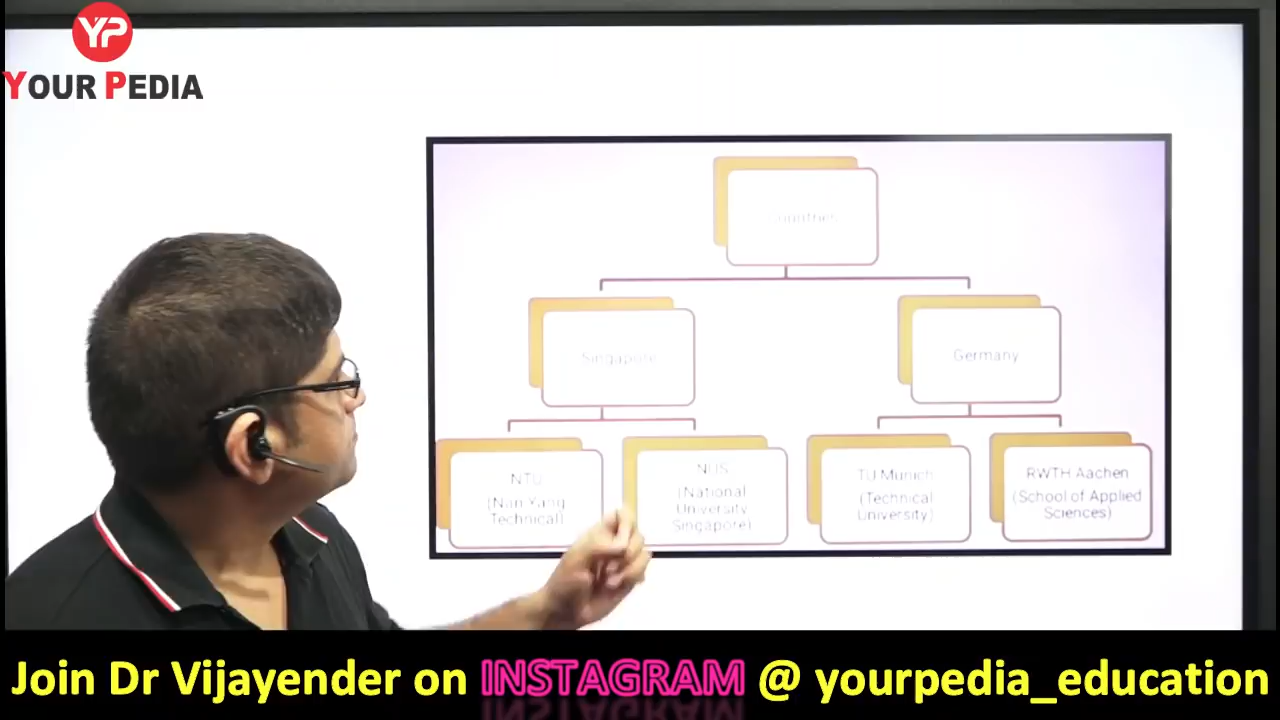 YP
YOUR PEDIA
Countries
Singapore
Germany
NTU
(Nan Yang
Technical)
NUS
(National
University
Singapore)
TU Munich
(Technical
University)
RWTH Aachen
(School of Applied
Sciences)
Join Dr Vijayender on INSTAGRAM @ yourpedia_education